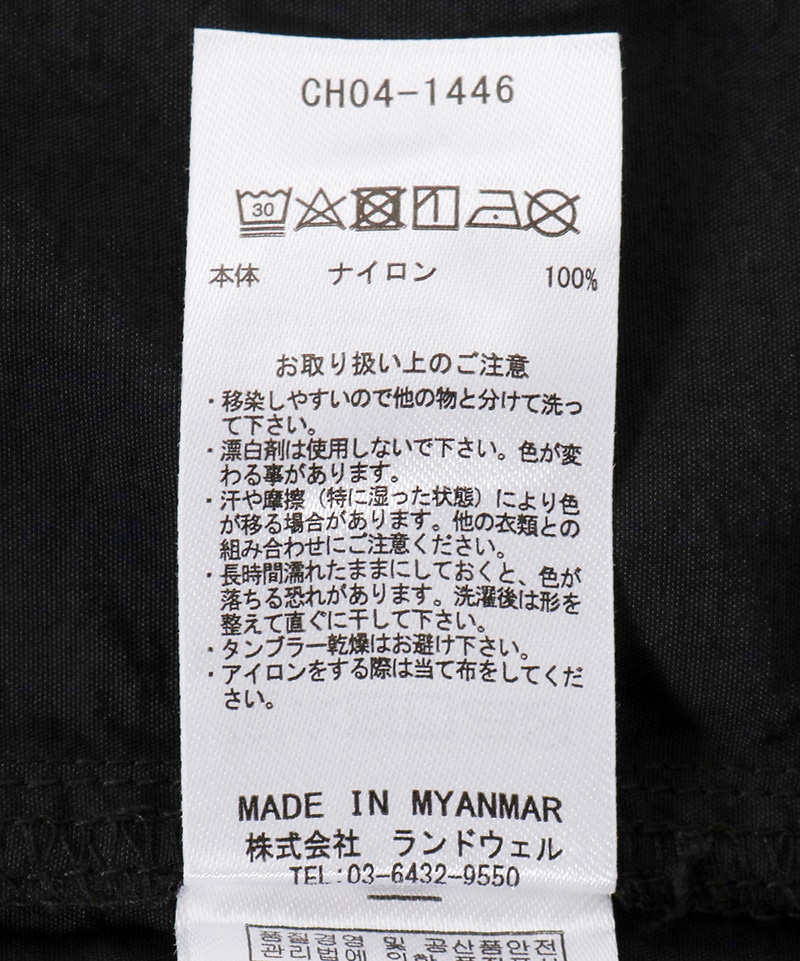 CH04-1446
30
本体 ナイロン 100%
お取り扱い上のご注意
・移染しやすいので他の物と分けて洗っ
て下さい。
・漂白剤は使用しないで下さい。色が変
わる事があります。
・汗や摩擦（特に湿った状態）により色
が移る場合があります。他の衣類との
組み合わせにご注意ください。
・長時間濡れたままにしておくと、色が
落ちる恐れがあります。洗濯後は形を
整えて直ぐに干して下さい。
・タンブラー乾燥はお避け下さい。
・アイロンをする際は当て布をしてくだ
さい。
MADE IN MYANMAR
株式会社 ランドウェル
TEL:03-6432-9550
품질경영 및 공산품안전
관리법에